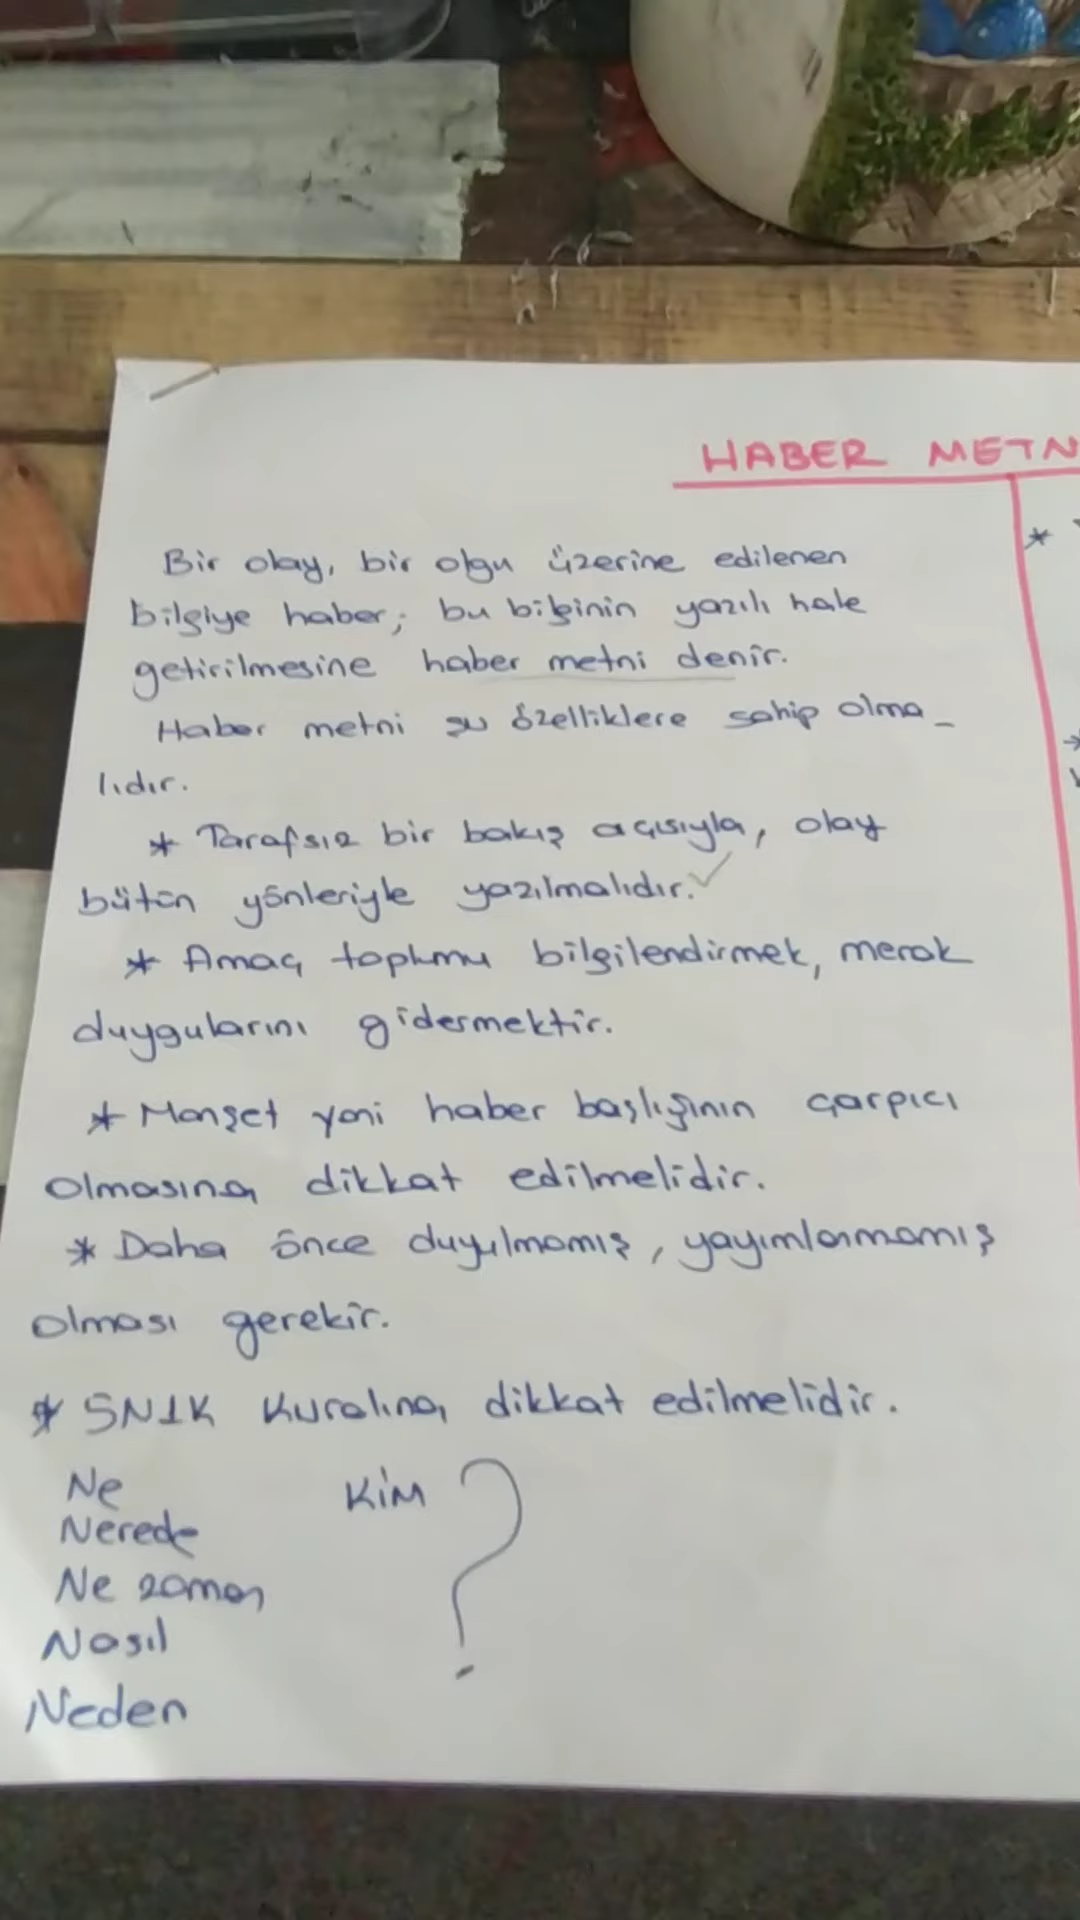 HABER METN
Bir olay, bir olgu üzerine edilenen
bilgiye haber; bu bilginin yazılı hale
getirilmesine haber metni denir.
Haber metni şu özelliklere sahip olma_
lıdır.
* Tarafsız bir bakış açısıyla, olay
bütün yönleriyle yazılmalıdır. ✓
* Amaç toplumu bilgilendirmek, merak
duygularını gidermektir.
* Manşet yani haber başlığının çarpıcı
olmasına dikkat edilmelidir.
* Daha önce duyulmamış, yayımlanmamış
olması gerekir.
* 5N1K kuralına dikkat edilmelidir.
Ne
Nerede
Ne zaman
Nasıl
Neden
KİM ?
*